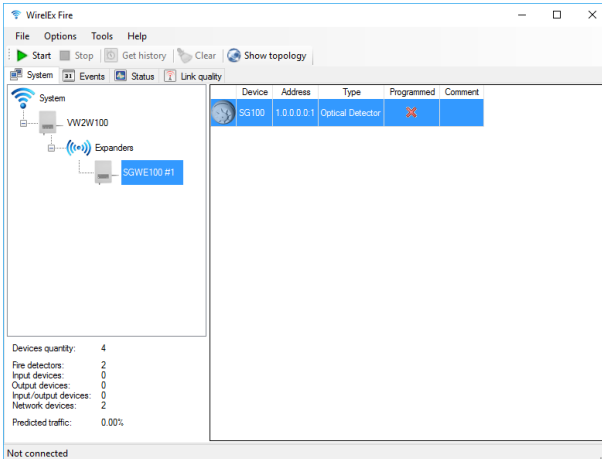 WirelEx Fire
File Options Tools Help
Start Stop Get history Clear Show topology
System 31 Events Status Link quality
System
VW2W100
Expanders
SGWE100 #1
Device Address Type Programmed Comment
SG100 1.0.0.0.0:1 Optical Detector
Devices quantity: 4
Fire detectors: 2
Input devices: 0
Output devices: 0
Input/output devices: 0
Network devices: 2
Predicted traffic: 0.00%
Not connected